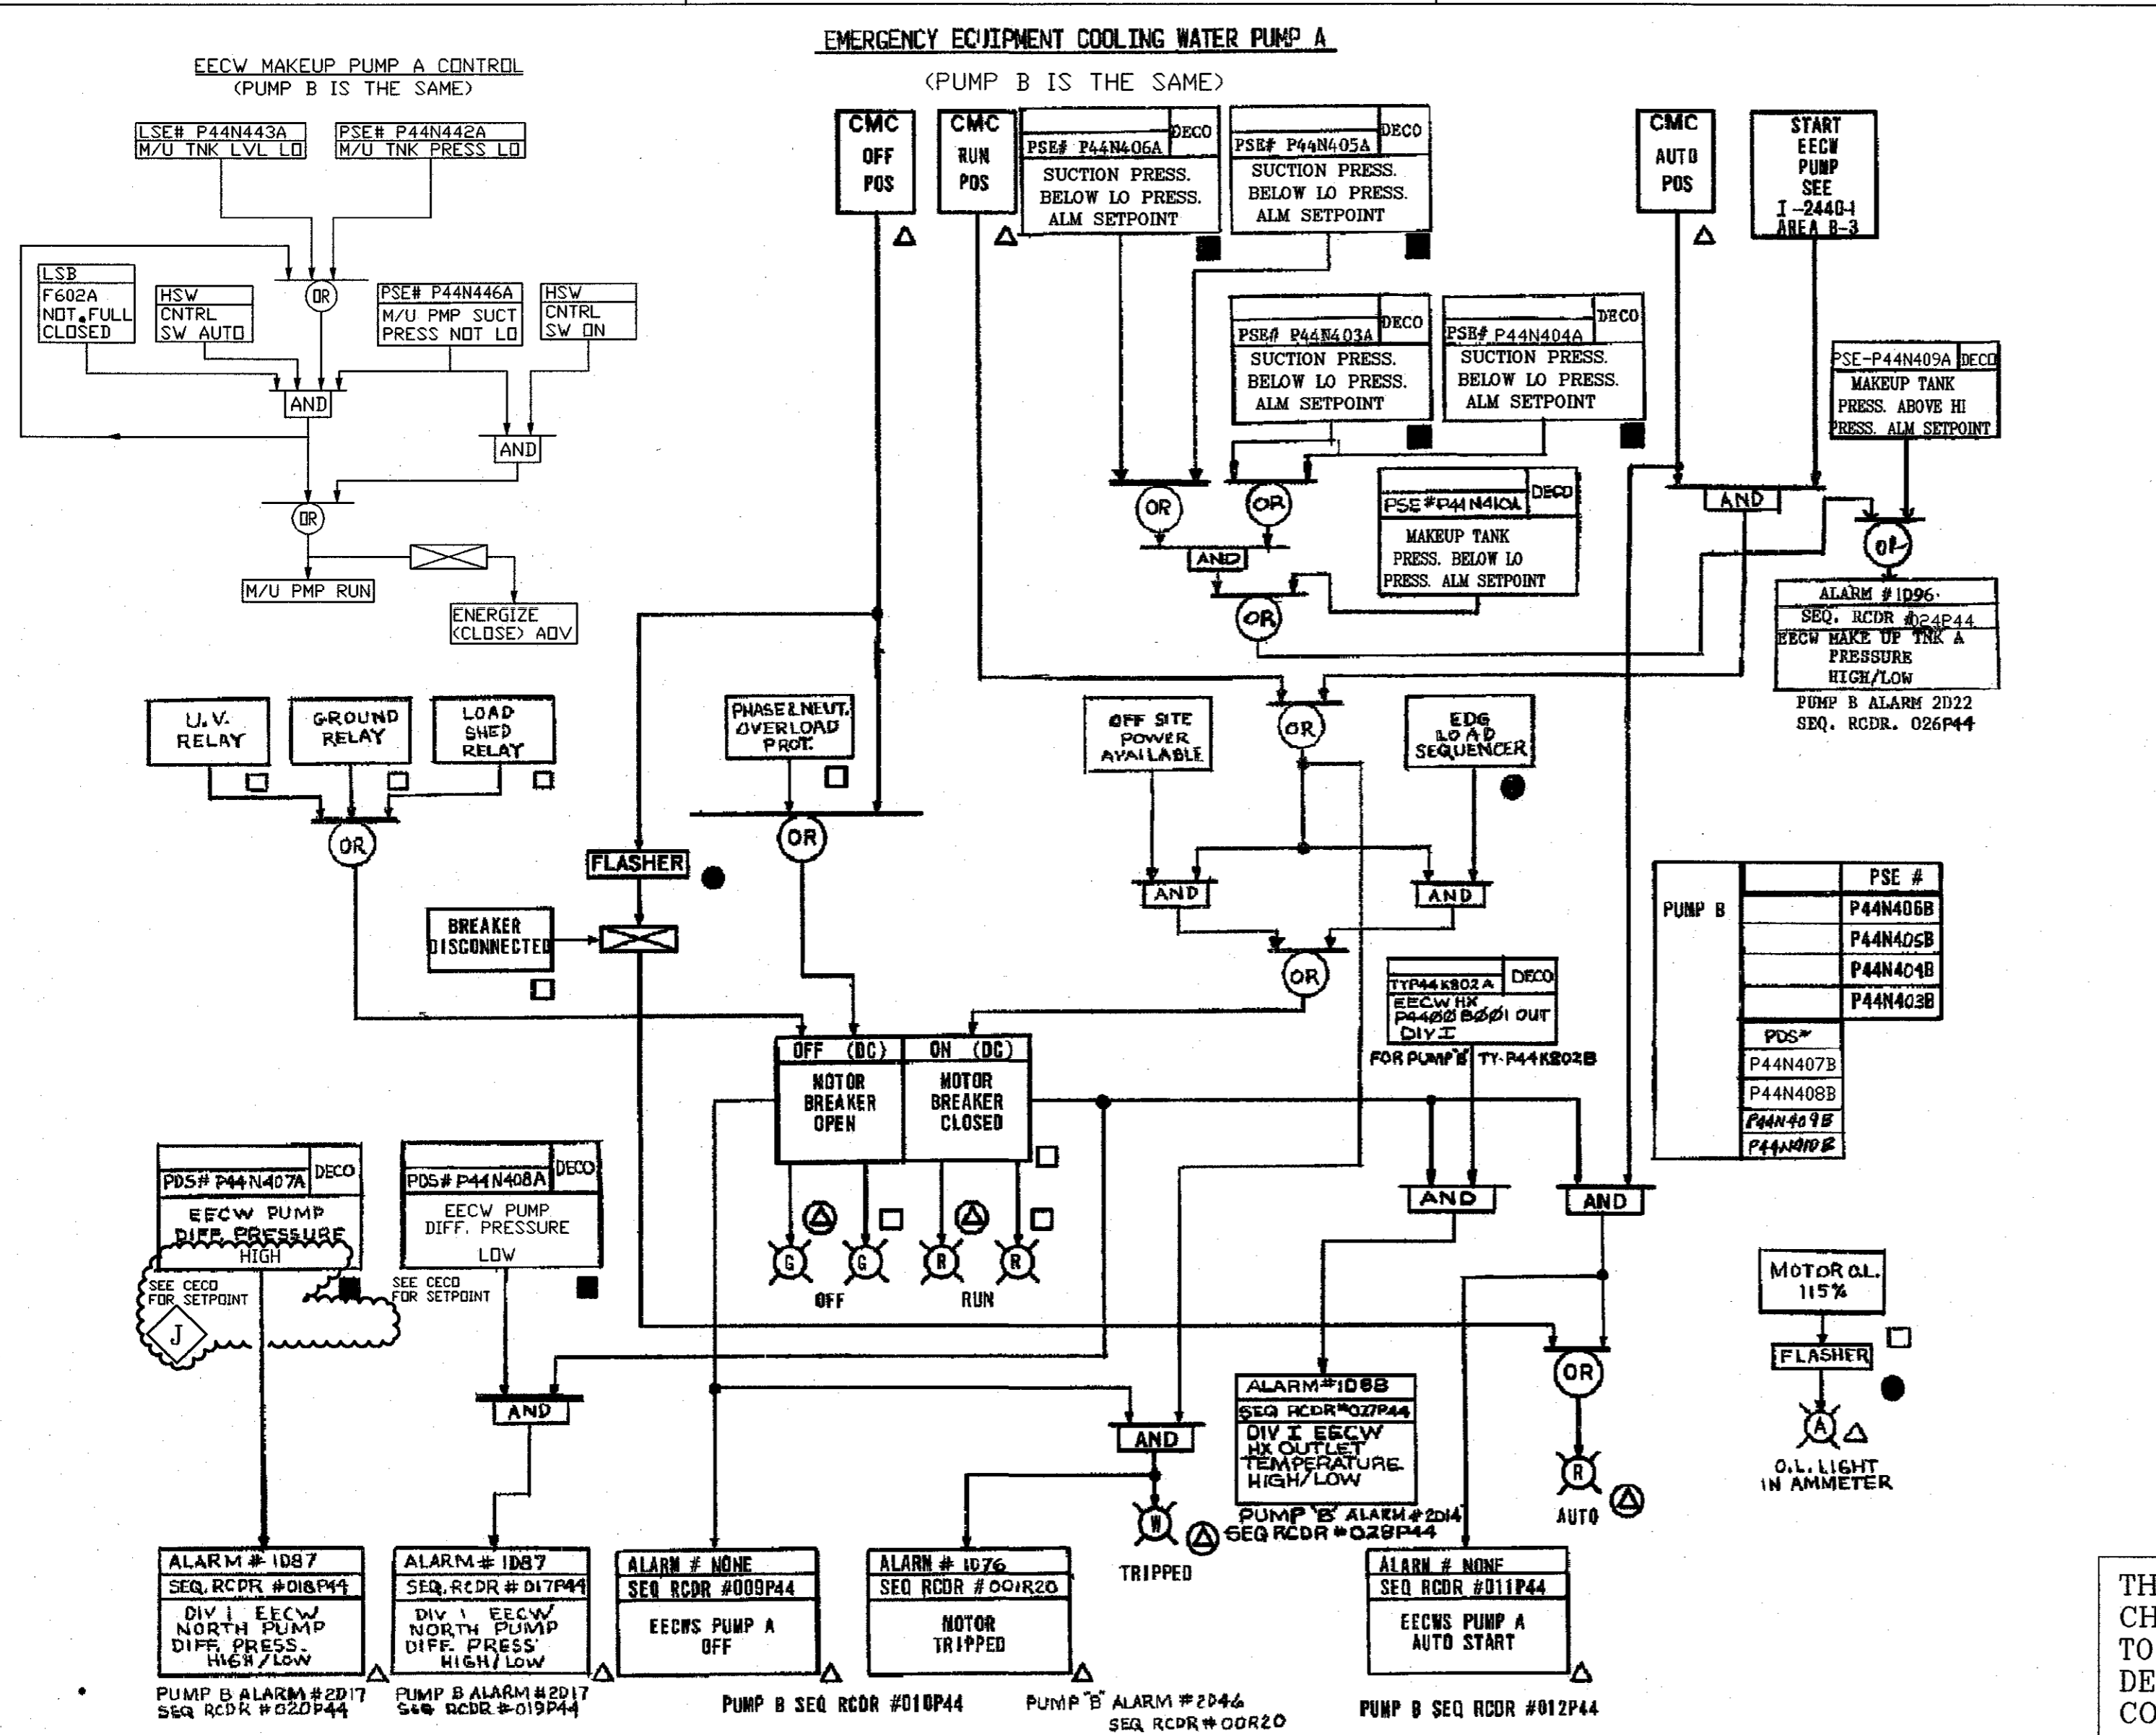 EMERGENCY EQUIPMENT COOLING WATER PUMP A
(PUMP B IS THE SAME)
EECW MAKEUP PUMP A CONTROL
(PUMP B IS THE SAME)
LSE# P44N443A
M/U TNK LVL LO
PSE# P44N442A
M/U TNK PRESS LO
OR
LSB
F602A
NOT.FULL
CLOSED
HSW
CNTRL
SW AUTO
PSE# P44N446A
M/U PMP SUCT
PRESS NOT LO
HSW
CNTRL
SW ON
AND
AND
OR
M/U PMP RUN
ENERGIZE
(CLOSE) AOV
CMC
OFF
POS
CMC
RUN
POS
DECO
PSE# P44N406A
SUCTION PRESS.
BELOW LO PRESS.
ALM SETPOINT
DECO
PSE# P44N405A
SUCTION PRESS.
BELOW LO PRESS.
ALM SETPOINT
CMC
AUTO
POS
START
EECW
PUMP
SEE
I-2440-1
AREA B-3
DECO
PSE# P44N403A
SUCTION PRESS.
BELOW LO PRESS.
ALM SETPOINT
DECO
PSE# P44N404A
SUCTION PRESS.
BELOW LO PRESS.
ALM SETPOINT
PSE-P44N409A DECO
MAKEUP TANK
PRESS. ABOVE HI
PRESS. ALM SETPOINT
OR
OR
DECO
PSE #P44N410A
MAKEUP TANK
PRESS. BELOW LO
PRESS. ALM SETPOINT
AND
OR
AND
OR
ALARM #1D96
SEQ. RCDR #024P44
EECW MAKE UP TNK A
PRESSURE
HIGH/LOW
PUMP B ALARM 2D22
SEQ. RCDR. 026P44
U.V.
RELAY
GROUND
RELAY
LOAD
SHED
RELAY
PHASE & NEUT.
OVERLOAD
PROT.
OFF SITE
POWER
AVAILABLE
OR
EDG
LOAD
SEQUENCER
OR
OR
FLASHER
AND
AND
BREAKER
DISCONNECTED
OR
TYP44K802A DECO
EECW HX
P4400B001 OUT
DIV I
FOR PUMP "B" TY-P44K802B
PUMP B
PSE #
P44N406B
P44N405B
P44N404B
P44N403B
PDS#
P44N407B
P44N408B
P44N409B
P44N410B
OFF (DC)
MOTOR
BREAKER
OPEN
ON (DC)
MOTOR
BREAKER
CLOSED
DECO
PDS# P44N407A
EECW PUMP
DIFF. PRESSURE
HIGH
SEE CECO
FOR SETPOINT
J
DECO
PDS# P44N408A
EECW PUMP
DIFF. PRESSURE
LOW
SEE CECO
FOR SETPOINT
G G R R
OFF RUN
AND
AND
MOTOR O.L.
115%
FLASHER
A
O.L. LIGHT
IN AMMETER
AND
AND
W
TRIPPED
ALARM #1D8B
SEQ RCDR #027P44
DIV I EECW
HX OUTLET
TEMPERATURE
HIGH/LOW
PUMP "B" ALARM #2D14
SEQ RCDR #028P44
OR
R
AUTO
ALARM # 1D87
SEQ. RCDR #018P44
DIV I EECW
NORTH PUMP
DIFF. PRESS.
HIGH/LOW
PUMP B ALARM #2D17
SEQ RCDR #020P44
ALARM # 1D87
SEQ. RCDR # 017P44
DIV I EECW
NORTH PUMP
DIFF. PRESS
HIGH/LOW
PUMP B ALARM #2D17
SEQ RCDR #019P44
ALARM # NONE
SEQ RCDR #009P44
EECWS PUMP A
OFF
PUMP B SEQ RCDR #010P44
ALARM # 1D76
SEQ RCDR # 001R20
MOTOR
TRIPPED
PUMP "B" ALARM #2D46
SEQ RCDR #00R20
ALARM # NONE
SEQ RCDR #011P44
EECWS PUMP A
AUTO START
PUMP B SEQ RCDR #012P44
TH
CH
TO
DE
CO